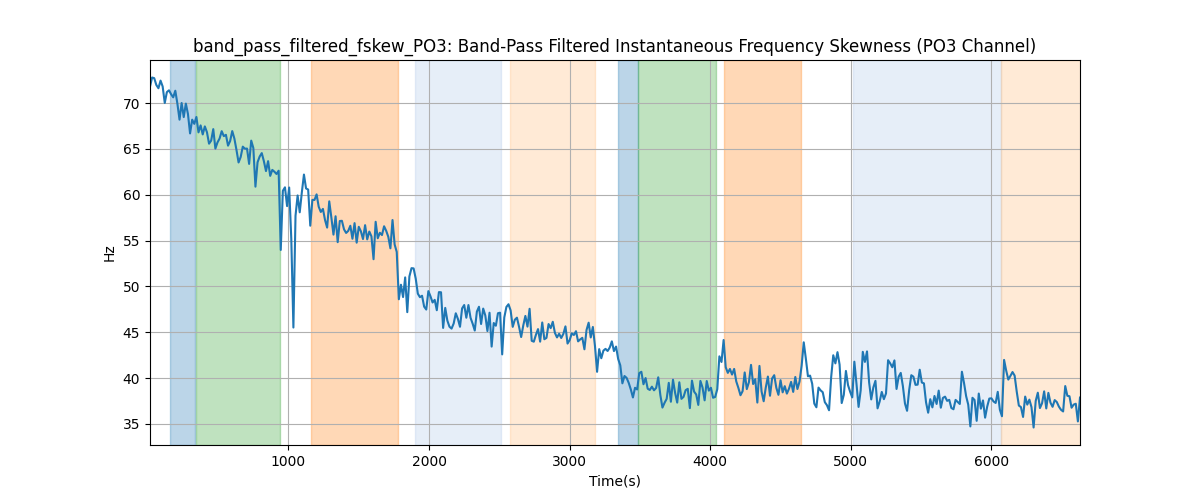 band_pass_filtered_fskew_PO3: Band-Pass Filtered Instantaneous Frequency Skewness (PO3 Channel)
70
65
60
55
50
45
40
35
Hz
1000 2000 3000 4000 5000 6000
Time(s)